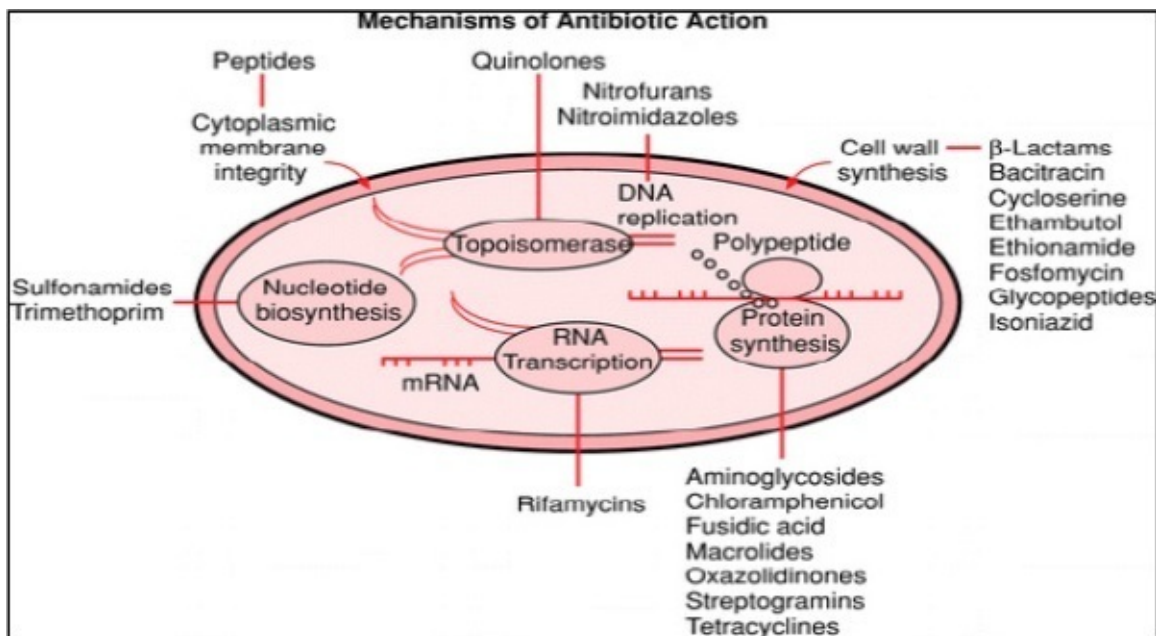 Mechanisms of Antibiotic Action
Peptides
Cytoplasmic
membrane
integrity
Quinolones
Nitrofurans
Nitroimidazoles
Cell wall
synthesis
β-Lactams
Bacitracin
Cycloserine
Ethambutol
Ethionamide
Fosfomycin
Glycopeptides
Isoniazid
DNA
replication
Topoisomerase
Polypeptide
Sulfonamides
Trimethoprim
Nucleotide
biosynthesis
Protein
synthesis
RNA
Transcription
mRNA
Rifamycins
Aminoglycosides
Chloramphenicol
Fusidic acid
Macrolides
Oxazolidinones
Streptogramins
Tetracyclines